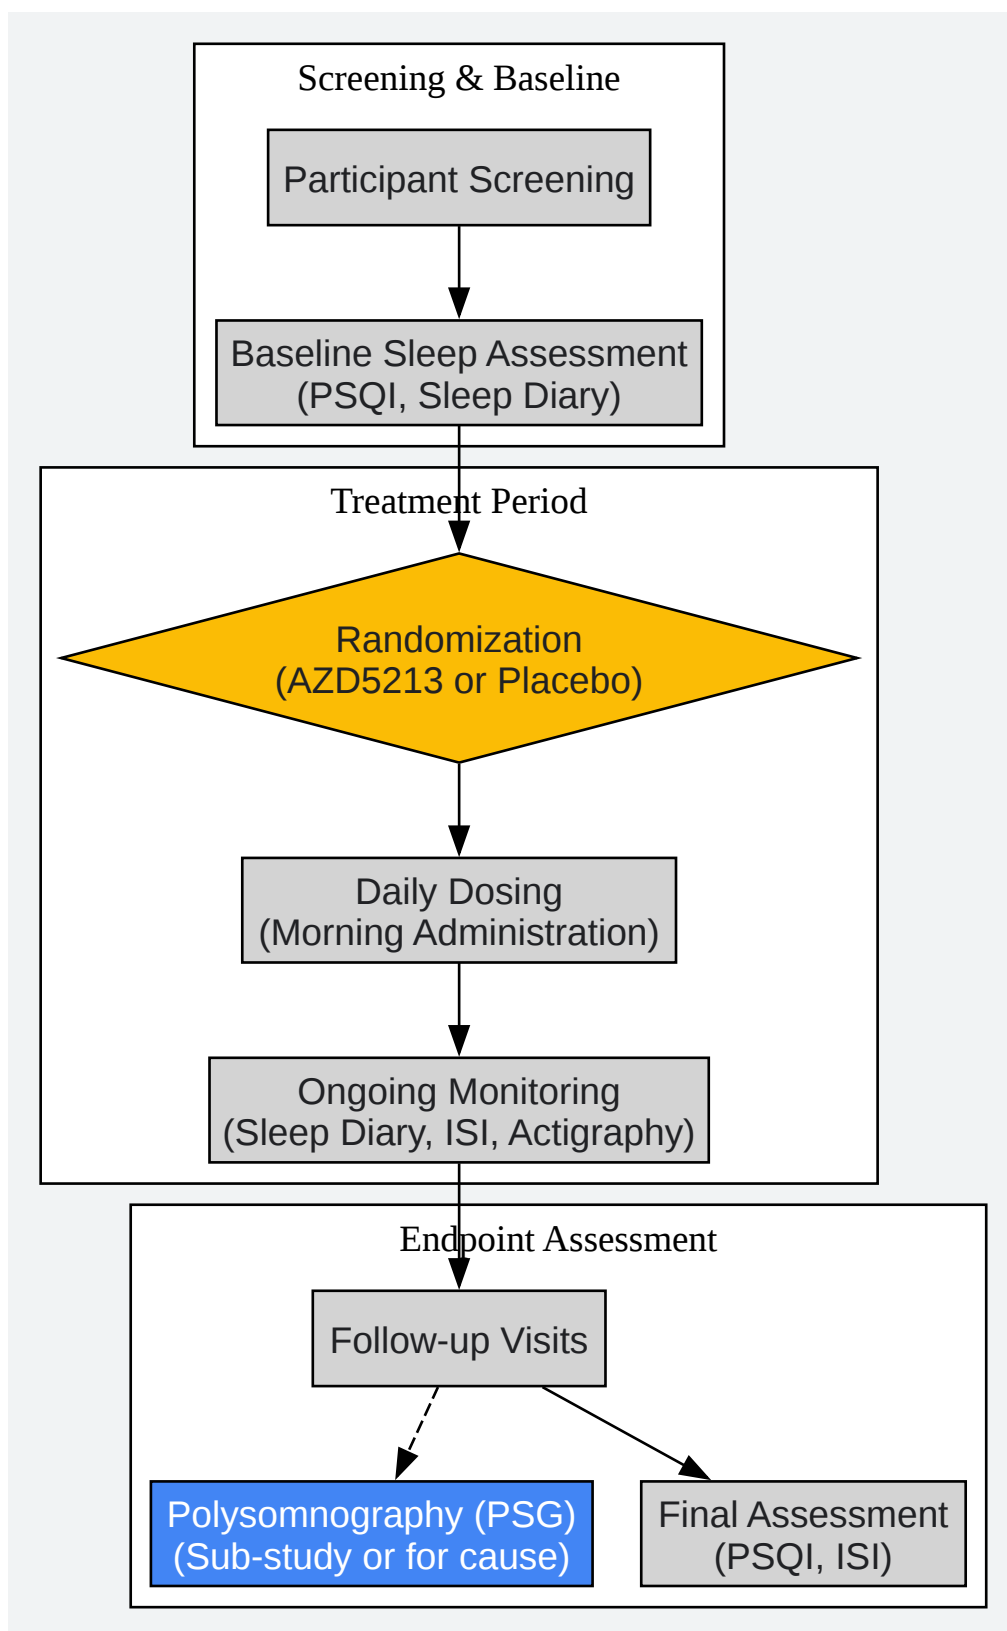 Screening & Baseline
Participant Screening
Baseline Sleep Assessment
(PSQI, Sleep Diary)
Treatment Period
Randomization
(AZD5213 or Placebo)
Daily Dosing
(Morning Administration)
Ongoing Monitoring
(Sleep Diary, ISI, Actigraphy)
Endpoint Assessment
Follow-up Visits
Polysomnography (PSG)
(Sub-study or for cause)
Final Assessment
(PSQI, ISI)